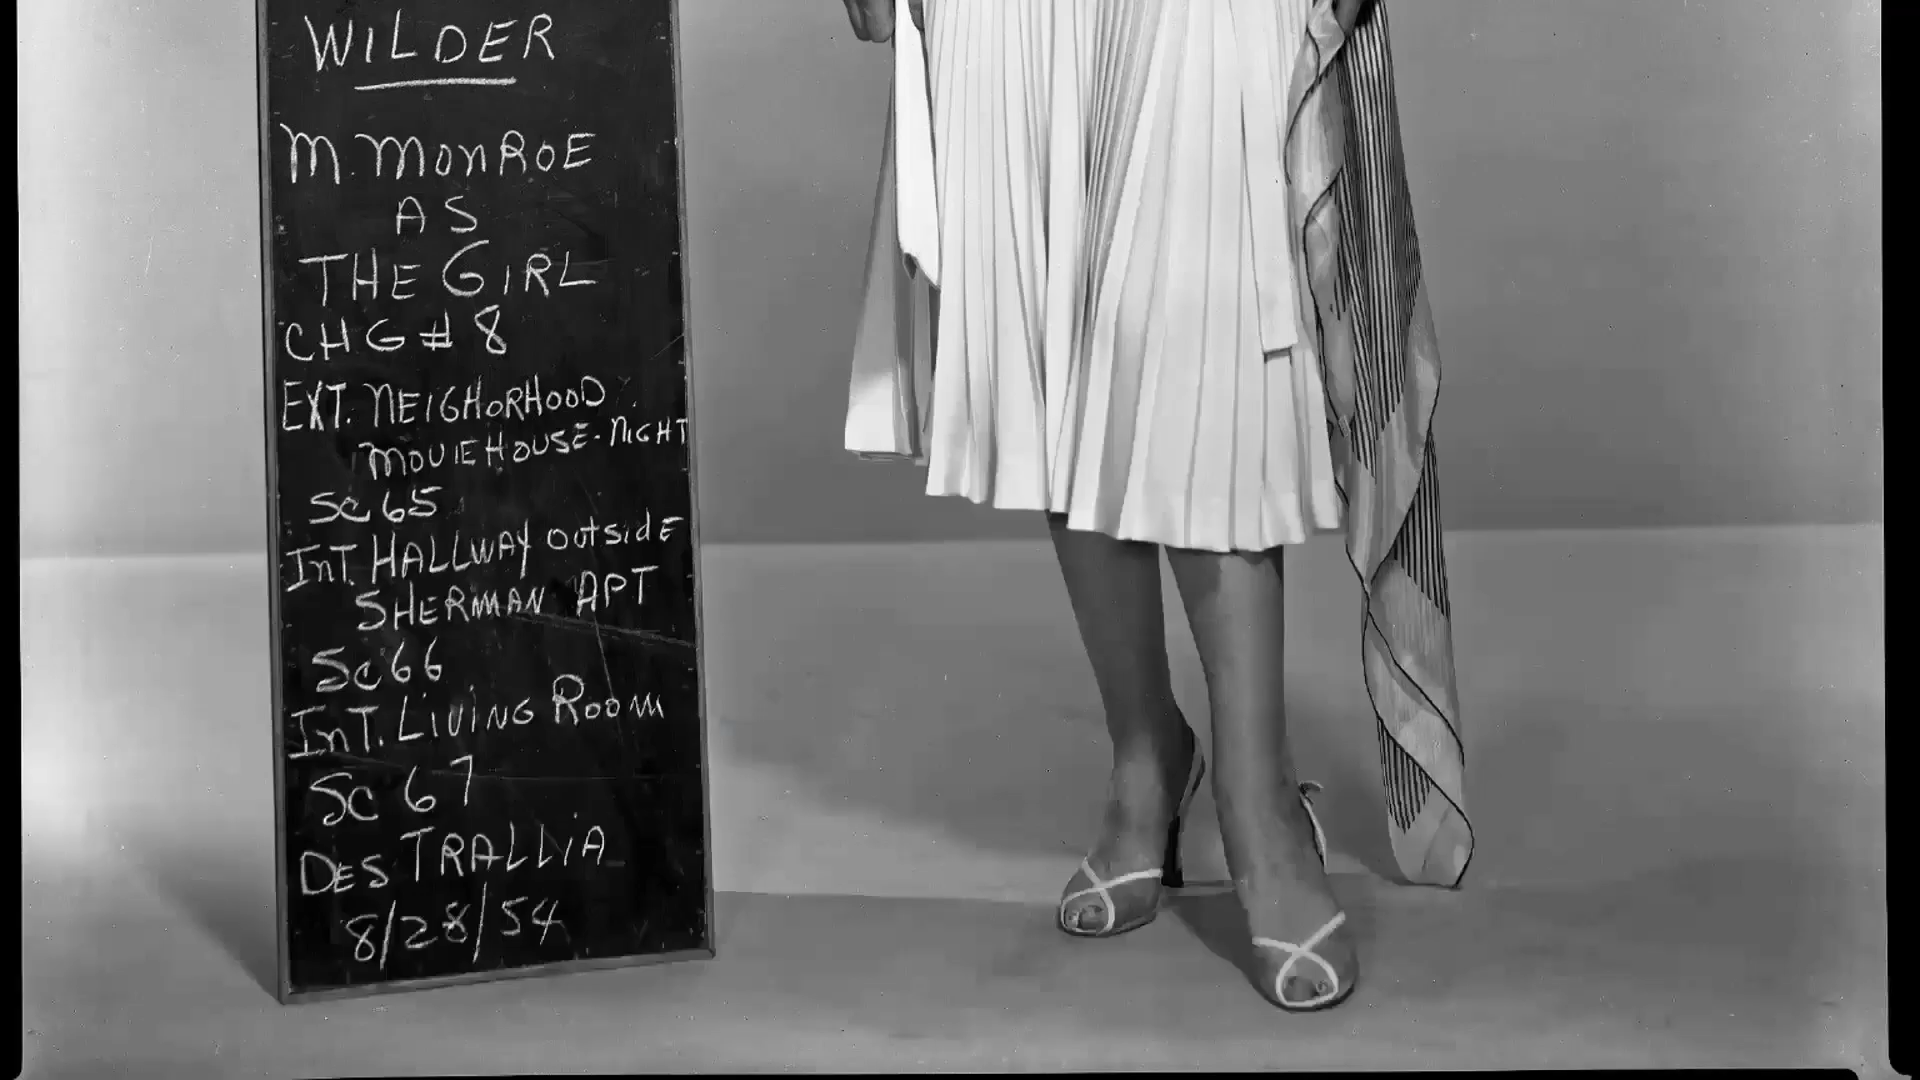 WILDER
M. MONROE
AS
THE GIRL
CHG # 8
EXT. NEIGHORHOOD
MOVIE HOUSE - NIGHT
SC 65
INT. HALLWAY OUTSIDE
SHERMAN APT
SC 66
INT. LIVING ROOM
SC 67
DES TRALLIA
8/28/54